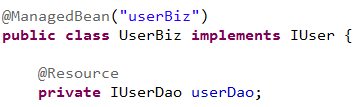 @ManagedBean("userBiz")
public class UserBiz implements IUser {
@Resource
private IUserDao userDao;